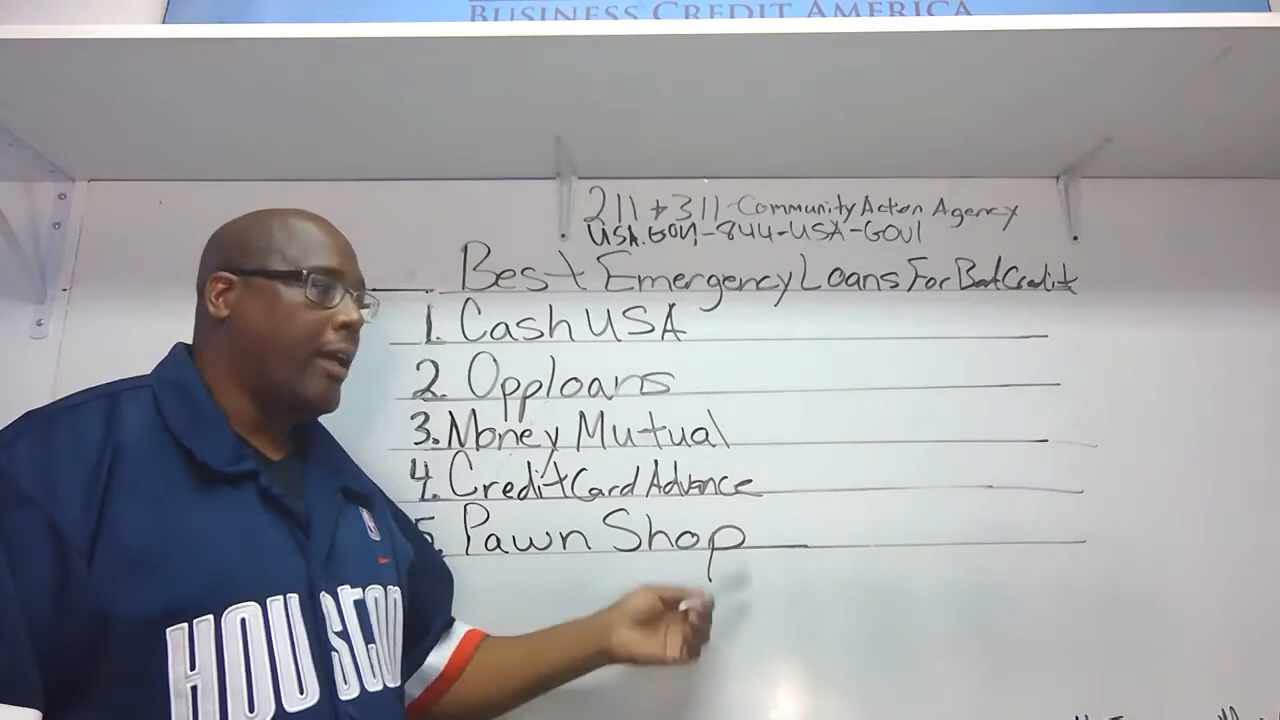 BUSINESS CREDIT AMERICA
211 + 311-Community Action Agency
USA.GOV-844-USA-GOV1
Best Emergency Loans For Bad Credit
1. Cash USA
2. Opploans
3. Money Mutual
4. Credit Card Advance
5. Pawn Shop
HOUSTON